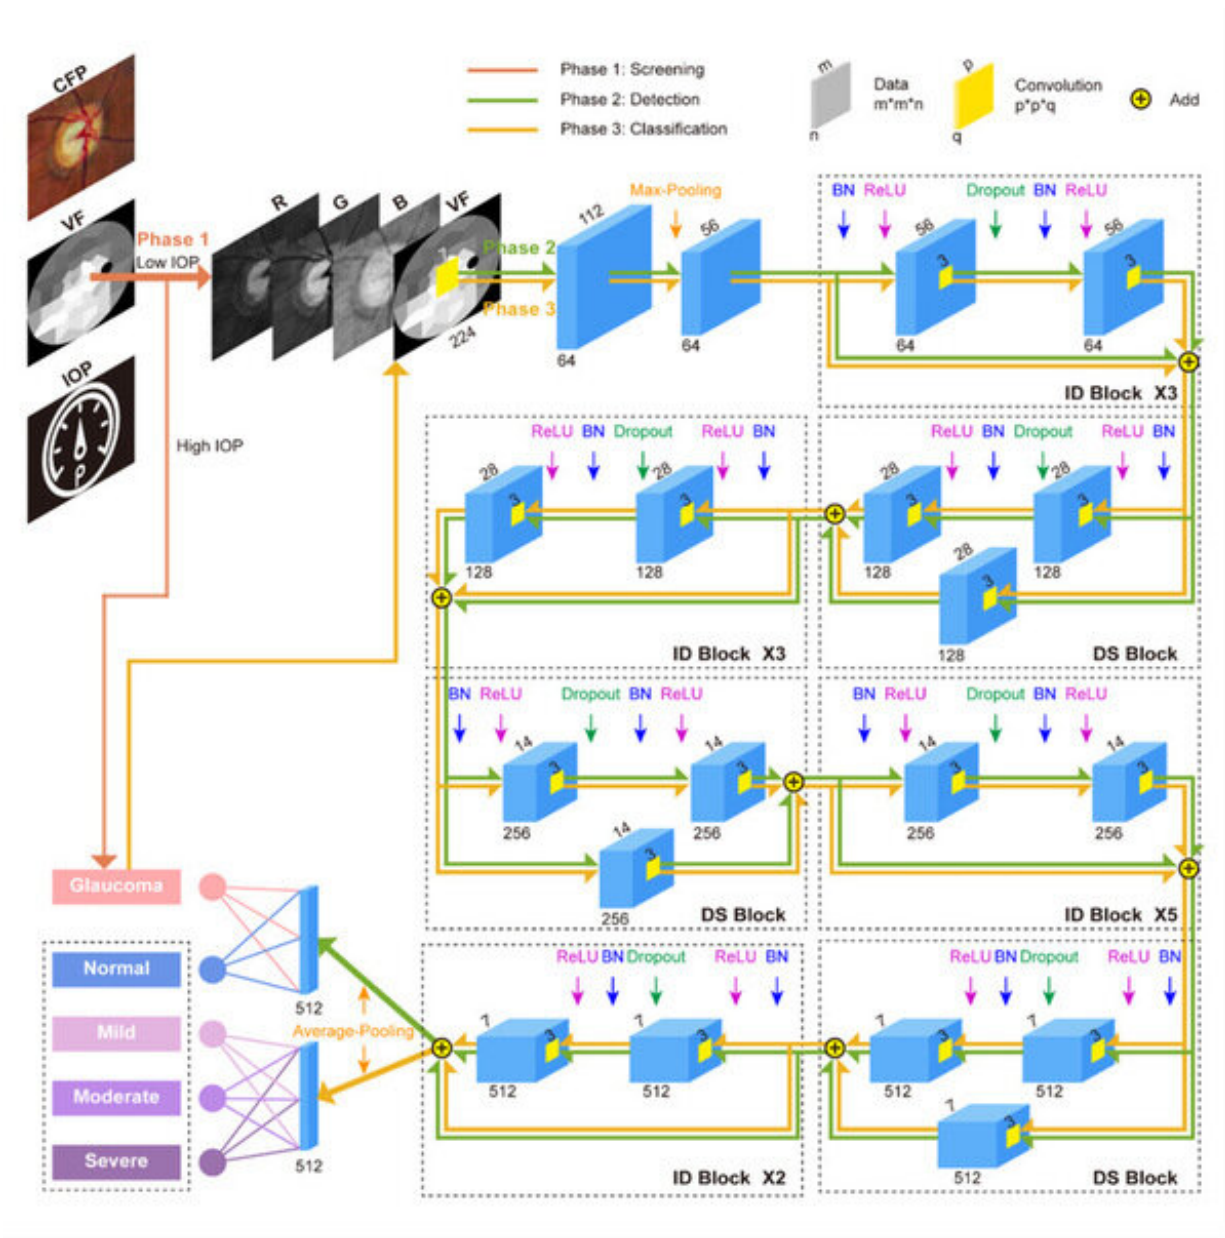 CFP
VF
IOP
P
Phase 1: Screening
Phase 2: Detection
Phase 3: Classification
m
n
Data
m*m*n
p
q
Convolution
p*p*q
Add
Phase 1
Low IOP
High IOP
R
G
B
VF
224
Phase 2
Phase 3
112
64
Max-Pooling
56
64
BN ReLU Dropout BN ReLU
56 3 64
56 3 64
ID Block X3
ReLU BN Dropout ReLU BN
28 3 128
28 3 128
ID Block X3
ReLU BN Dropout ReLU BN
28 3 128
28 3 128
28 3 128
DS Block
BN ReLU Dropout BN ReLU
14 3 256
14 3 256
14 3 256
DS Block
BN ReLU Dropout BN ReLU
14 3 256
14 3 256
ID Block X5
Glaucoma
Normal
Mild
Moderate
Severe
512
Average-Pooling
512
ReLU BN Dropout ReLU BN
7 3 512
7 3 512
ID Block X2
ReLU BN Dropout ReLU BN
7 3 512
7 3 512
7 3 512
DS Block